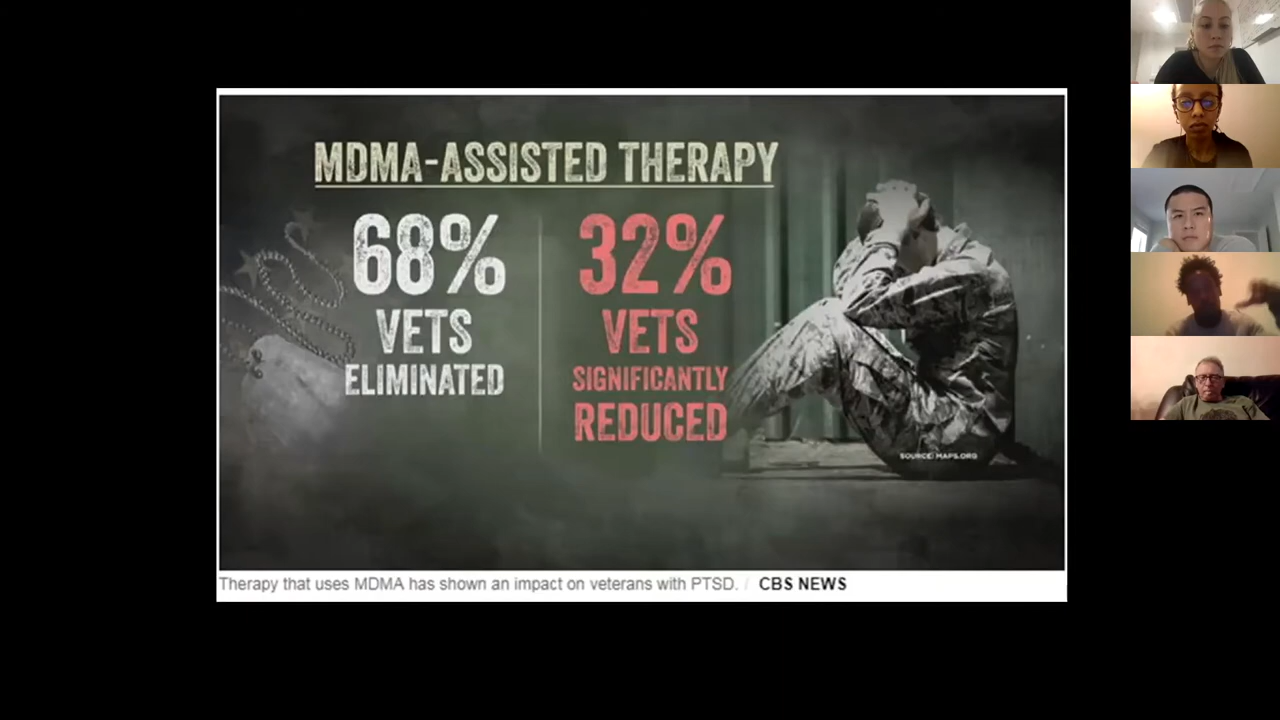 MDMA-ASSISTED THERAPY
68%
VETS
ELIMINATED
32%
VETS
SIGNIFICANTLY
REDUCED
SOURCE: MAPS.ORG
Therapy that uses MDMA has shown an impact on veterans with PTSD. / CBS NEWS